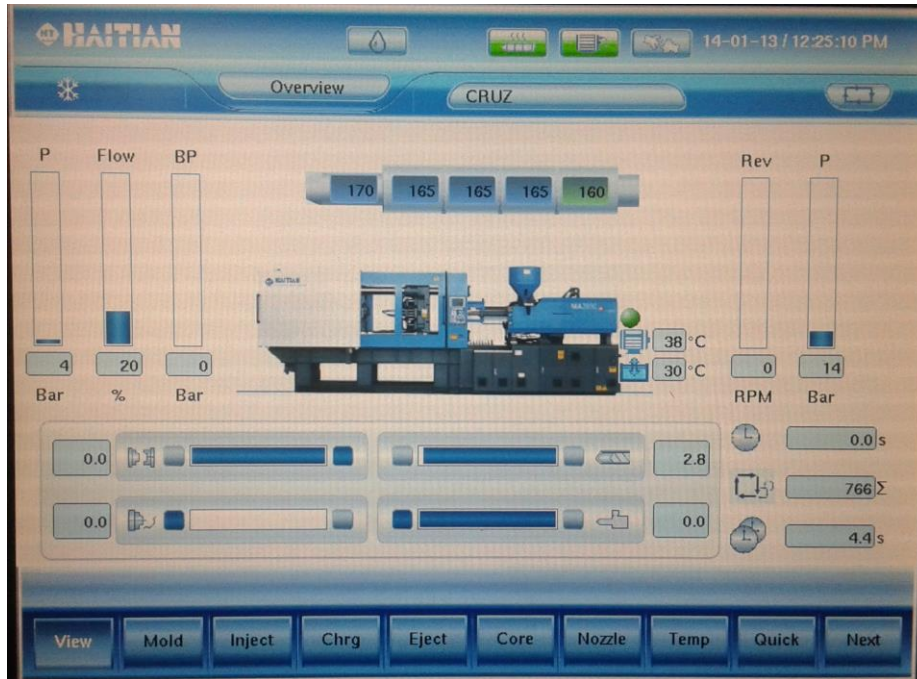 HT HAITIAN
14-01-13 / 12:25:10 PM
Overview
CRUZ
P Flow BP
170 165 165 165 160
Rev P
HAITIAN
38 °C
30 °C
4 20 0
0 14
Bar % Bar
RPM Bar
0.0 2.8
0.0 s
766 Σ
0.0 0.0
4.4 s
View Mold Inject Chrg Eject Core Nozzle Temp Quick Next